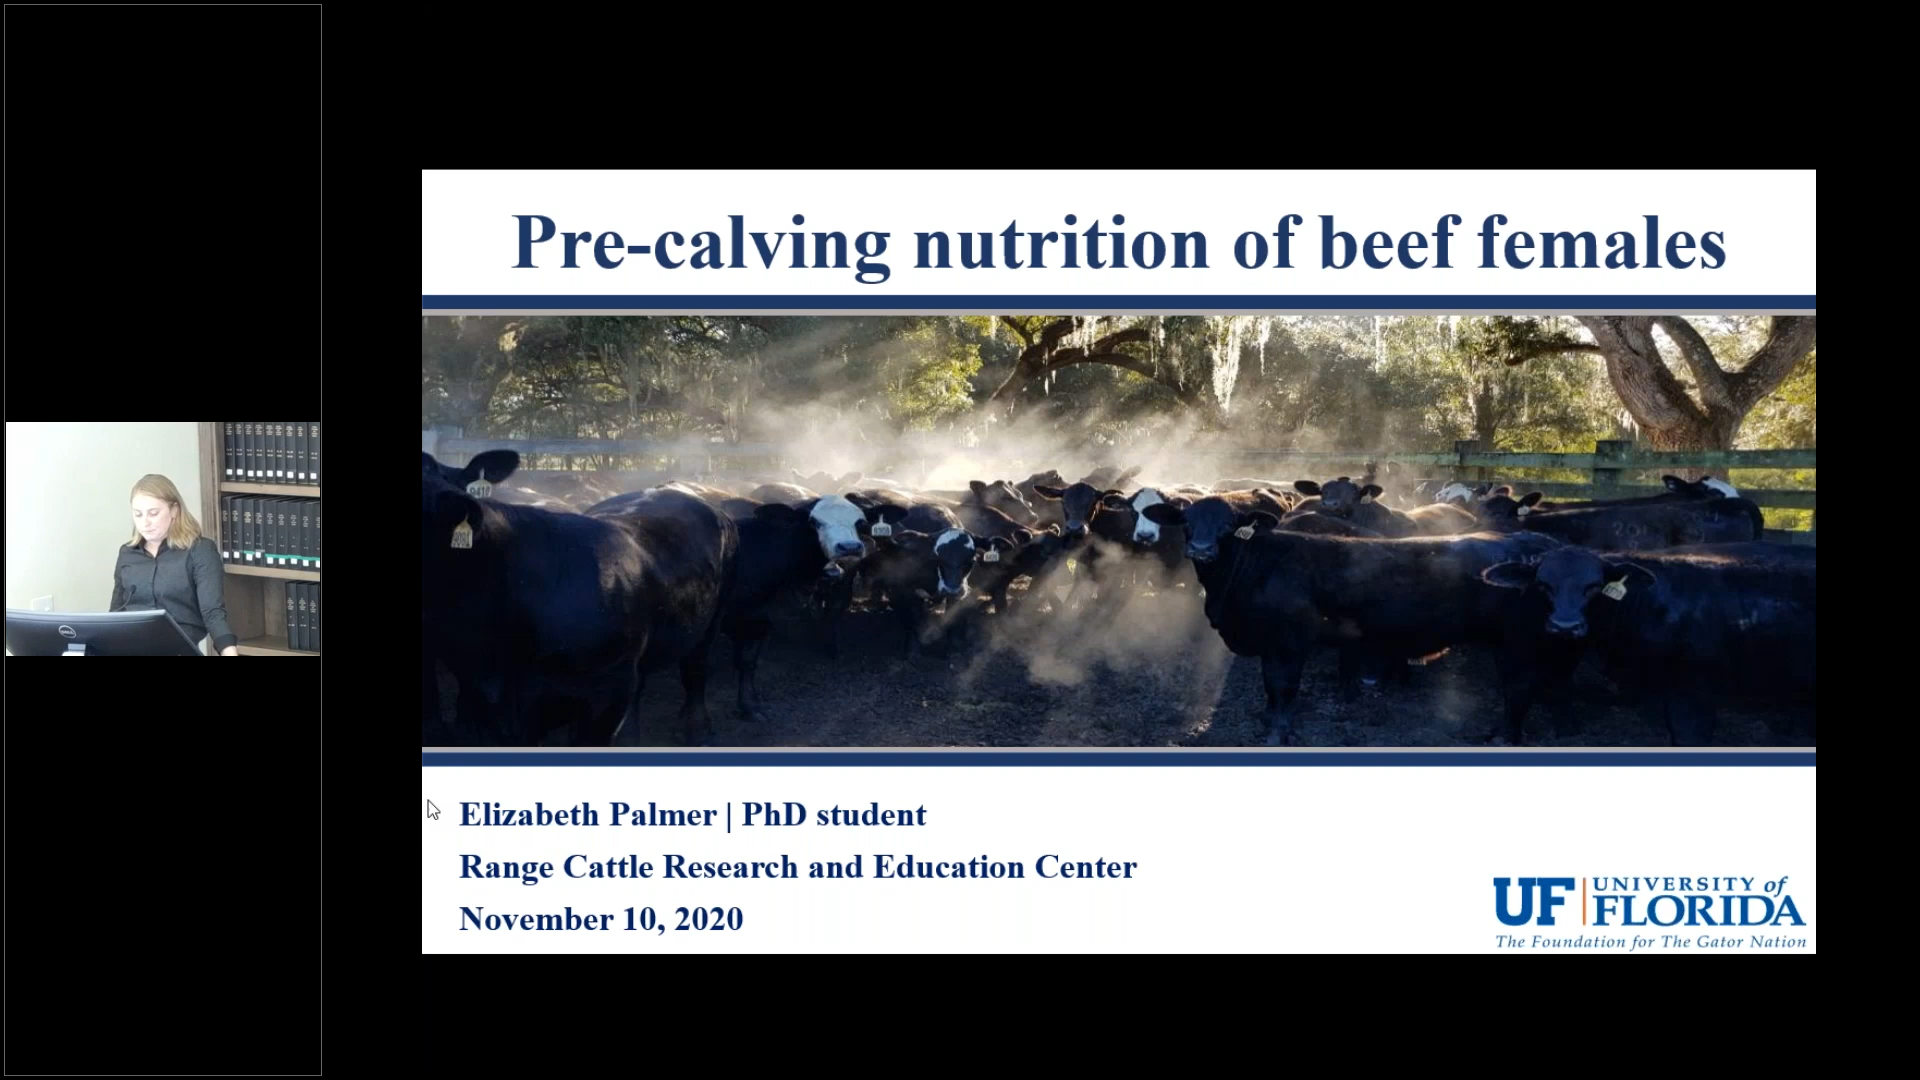 Pre-calving nutrition of beef females
Elizabeth Palmer | PhD student
Range Cattle Research and Education Center
November 10, 2020
UF UNIVERSITY of
FLORIDA
The Foundation for The Gator Nation
DELL